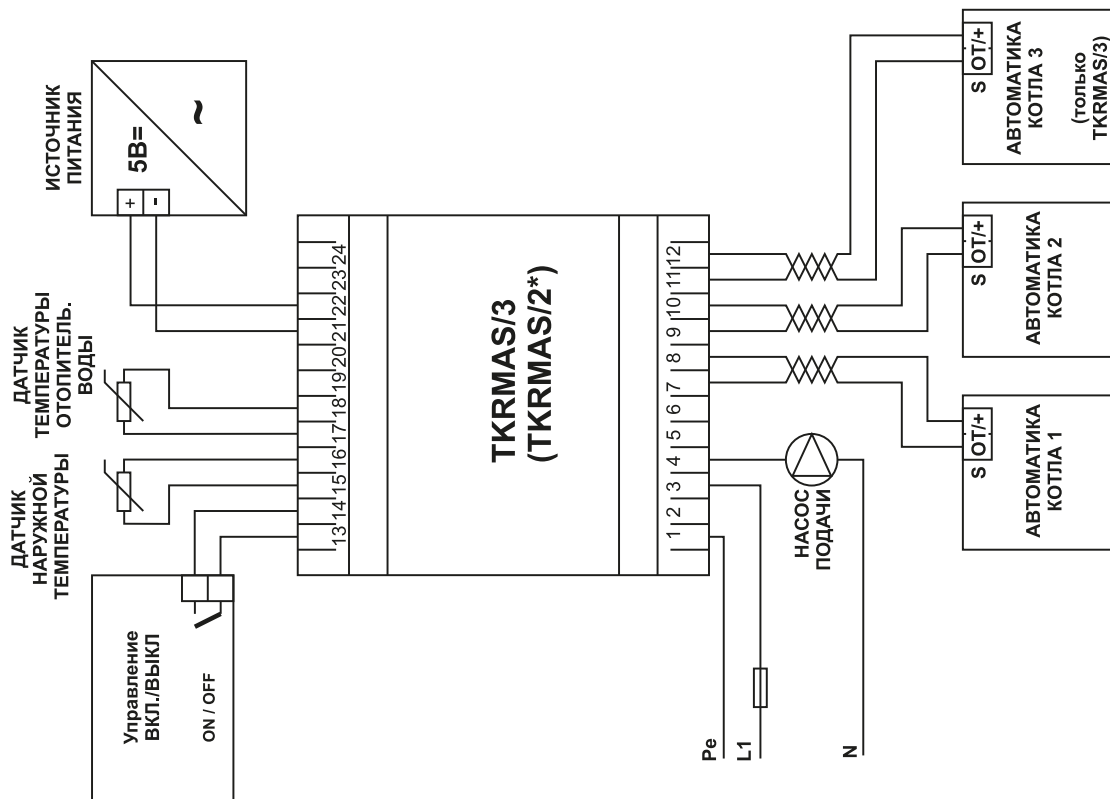 ИСТОЧНИК
ПИТАНИЯ
5В=
~
+
-
ДАТЧИК
ТЕМПЕРАТУРЫ
ОТОПИТЕЛЬ.
ВОДЫ
ДАТЧИК
НАРУЖНОЙ
ТЕМПЕРАТУРЫ
Управление
ВКЛ./ВЫКЛ
ON / OFF
13 14 15 16 17 18 19 20 21 22 23 24
TKRMAS/3
(TKRMAS/2*)
1 2 3 4 5 6 7 8 9 10 11 12
НАСОС
ПОДАЧИ
Pe
L1
N
S OT/+
АВТОМАТИКА
КОТЛА 1
S OT/+
АВТОМАТИКА
КОТЛА 2
S OT/+
АВТОМАТИКА
КОТЛА 3
(только
TKRMAS/3)